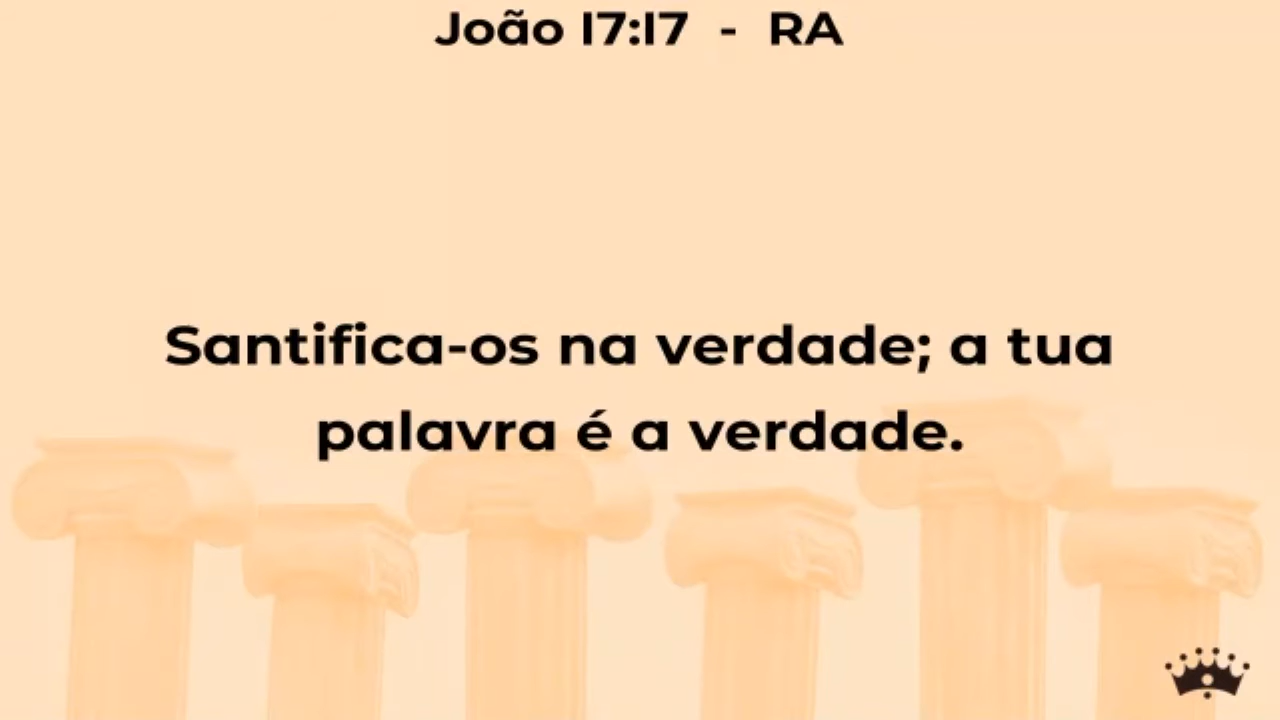 João 17:17 - RA
Santifica-os na verdade; a tua
palavra é a verdade.